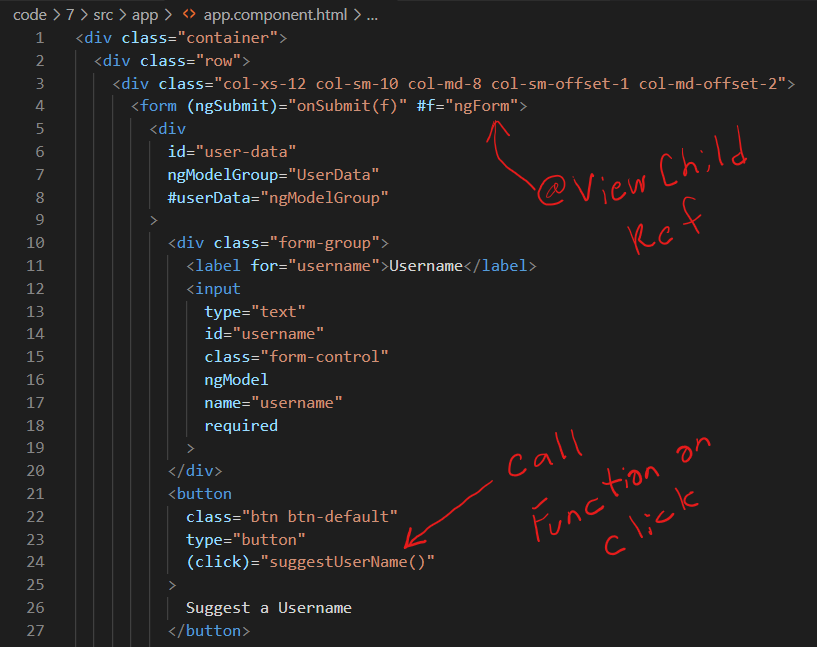 code > 7 > src > app > <> app.component.html > ...
1 <div class="container">
2 <div class="row">
3 <div class="col-xs-12 col-sm-10 col-md-8 col-sm-offset-1 col-md-offset-2">
4 <form (ngSubmit)="onSubmit(f)" #f="ngForm">
5 <div
6 id="user-data"
7 ngModelGroup="UserData"
8 #userData="ngModelGroup"
9 >
@ViewChild
Ref
10 <div class="form-group">
11 <label for="username">Username</label>
12 <input
13 type="text"
14 id="username"
15 class="form-control"
16 ngModel
17 name="username"
18 required
19 >
20 </div>
21 <button
22 class="btn btn-default"
23 type="button"
24 (click)="suggestUserName()"
25 >
26 Suggest a Username
27 </button>
call
Function on
click